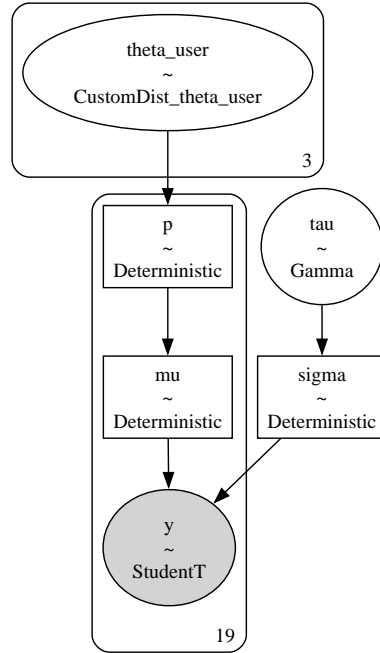 theta_user
~
CustomDist_theta_user
3
p
~
Deterministic
tau
~
Gamma
mu
~
Deterministic
sigma
~
Deterministic
y
~
StudentT
19